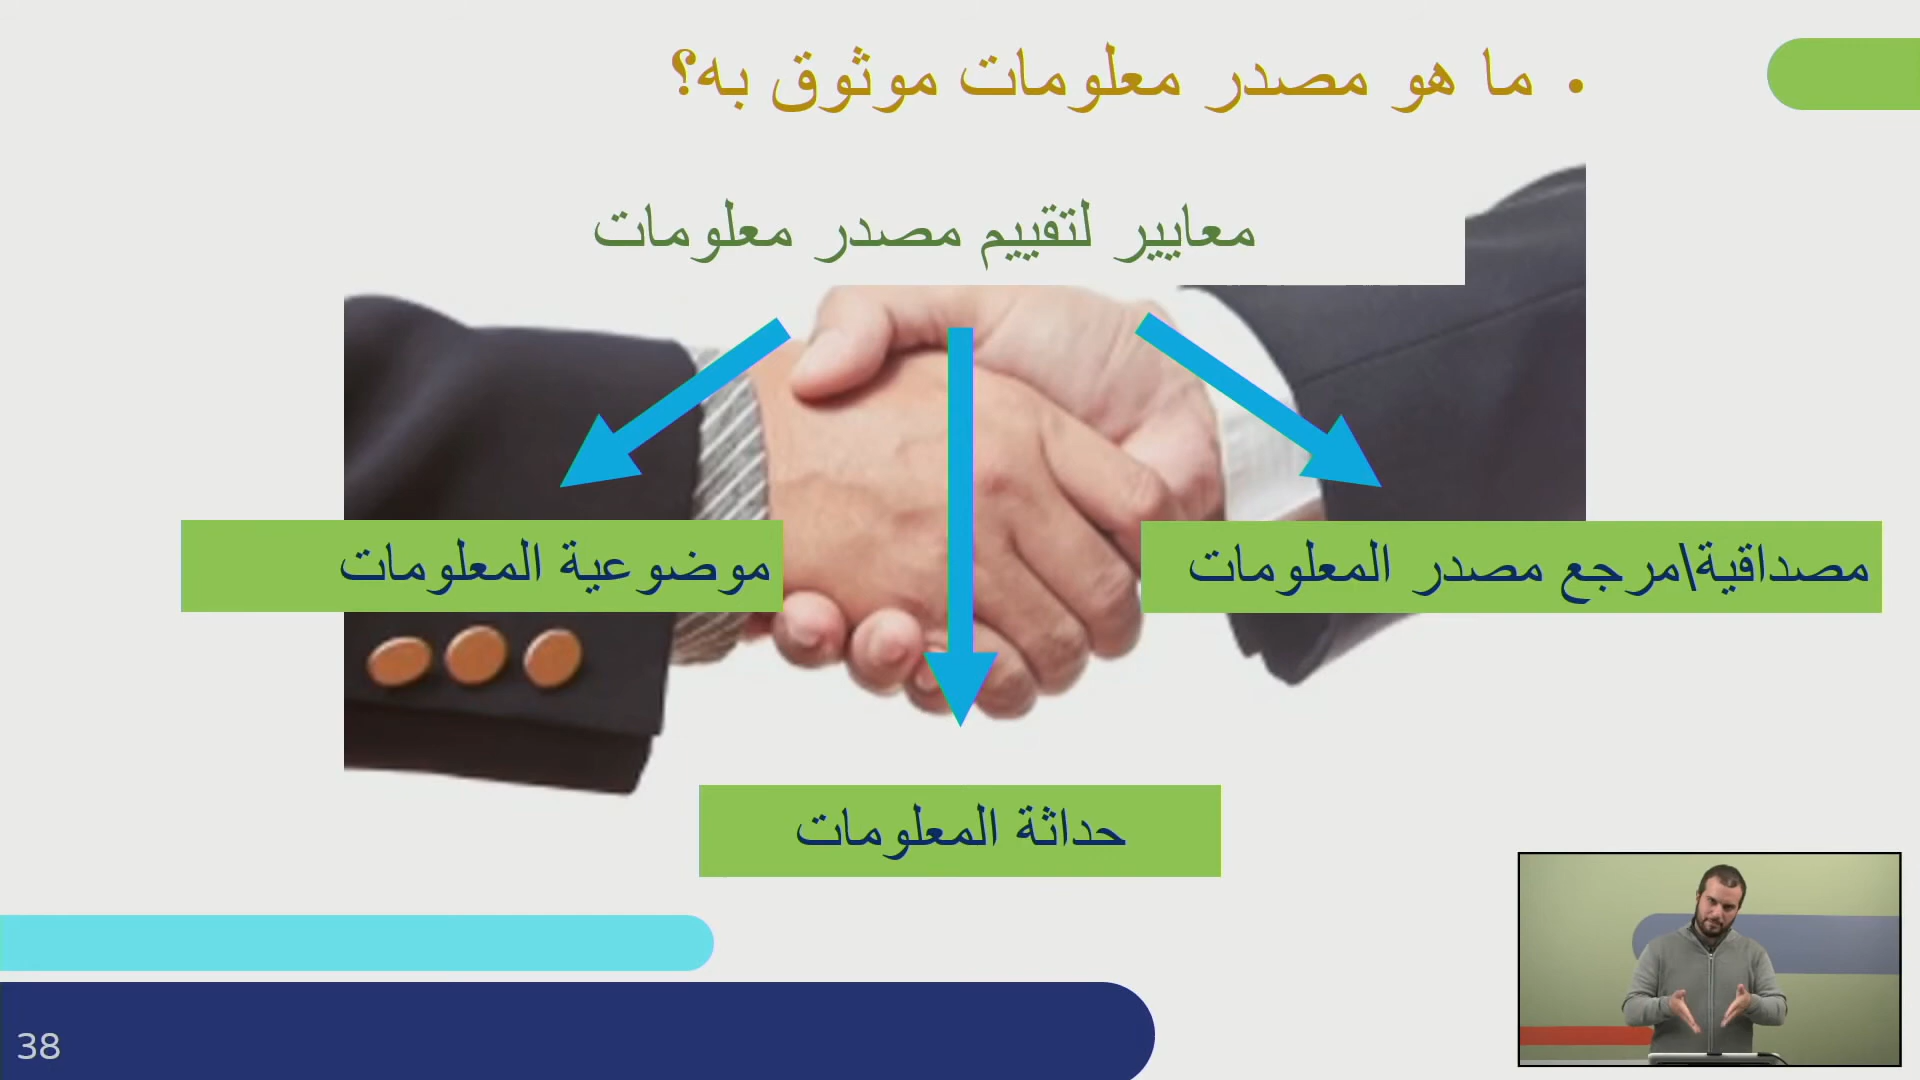 • ما هو مصدر معلومات موثوق به؟
معايير لتقييم مصدر معلومات
مصداقية\مرجع مصدر المعلومات
موضوعية المعلومات
حداثة المعلومات
38